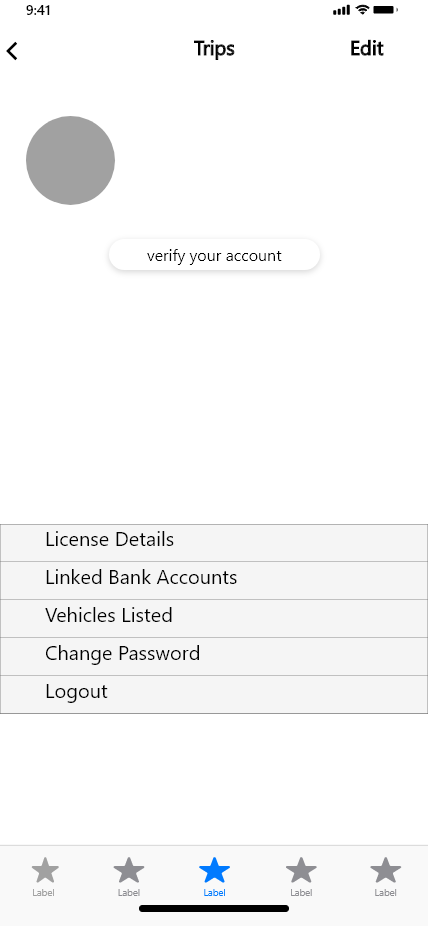 9:41
Trips
Edit
verify your account
License Details
Linked Bank Accounts
Vehicles Listed
Change Password
Logout
Label
Label
Label
Label
Label